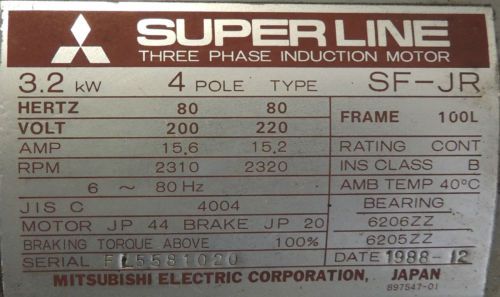 SUPER LINE
THREE PHASE INDUCTION MOTOR
3.2 kW 4 POLE TYPE SF-JR
HERTZ 80 80
VOLT 200 220
AMP 15.6 15.2
RPM 2310 2320
6 ~ 80 Hz
JIS C 4004
MOTOR JP 44 BRAKE JP 20
BRAKING TORQUE ABOVE 100%
SERIAL
FRAME 100L
RATING CONT
INS CLASS B
AMB TEMP 40°C
BEARING
6206ZZ
6205ZZ
DATE 1988-12
MITSUBISHI ELECTRIC CORPORATION, JAPAN
B97547-01